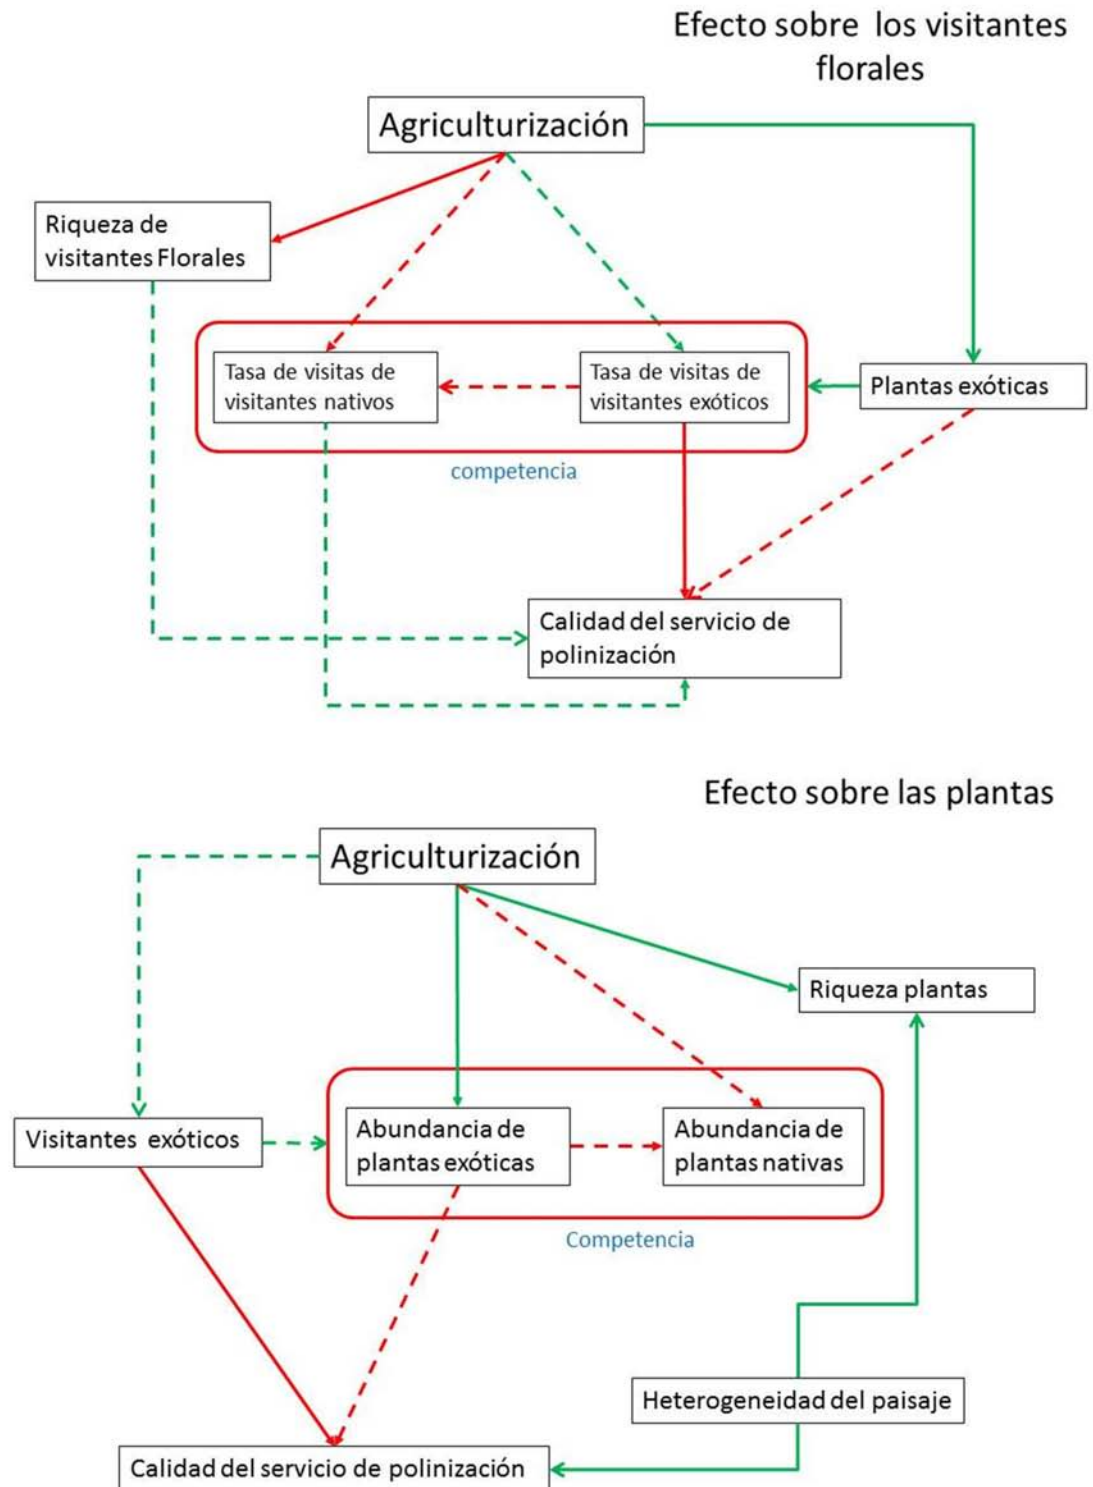 Efecto sobre los visitantes
florales
Agriculturización
Riqueza de
visitantes Florales
Tasa de visitas de
visitantes nativos
Tasa de visitas de
visitantes exóticos
Plantas exóticas
competencia
Calidad del servicio de
polinización
Efecto sobre las plantas
Agriculturización
Riqueza plantas
Visitantes exóticos
Abundancia de
plantas exóticas
Abundancia de
plantas nativas
Competencia
Heterogeneidad del paisaje
Calidad del servicio de polinización